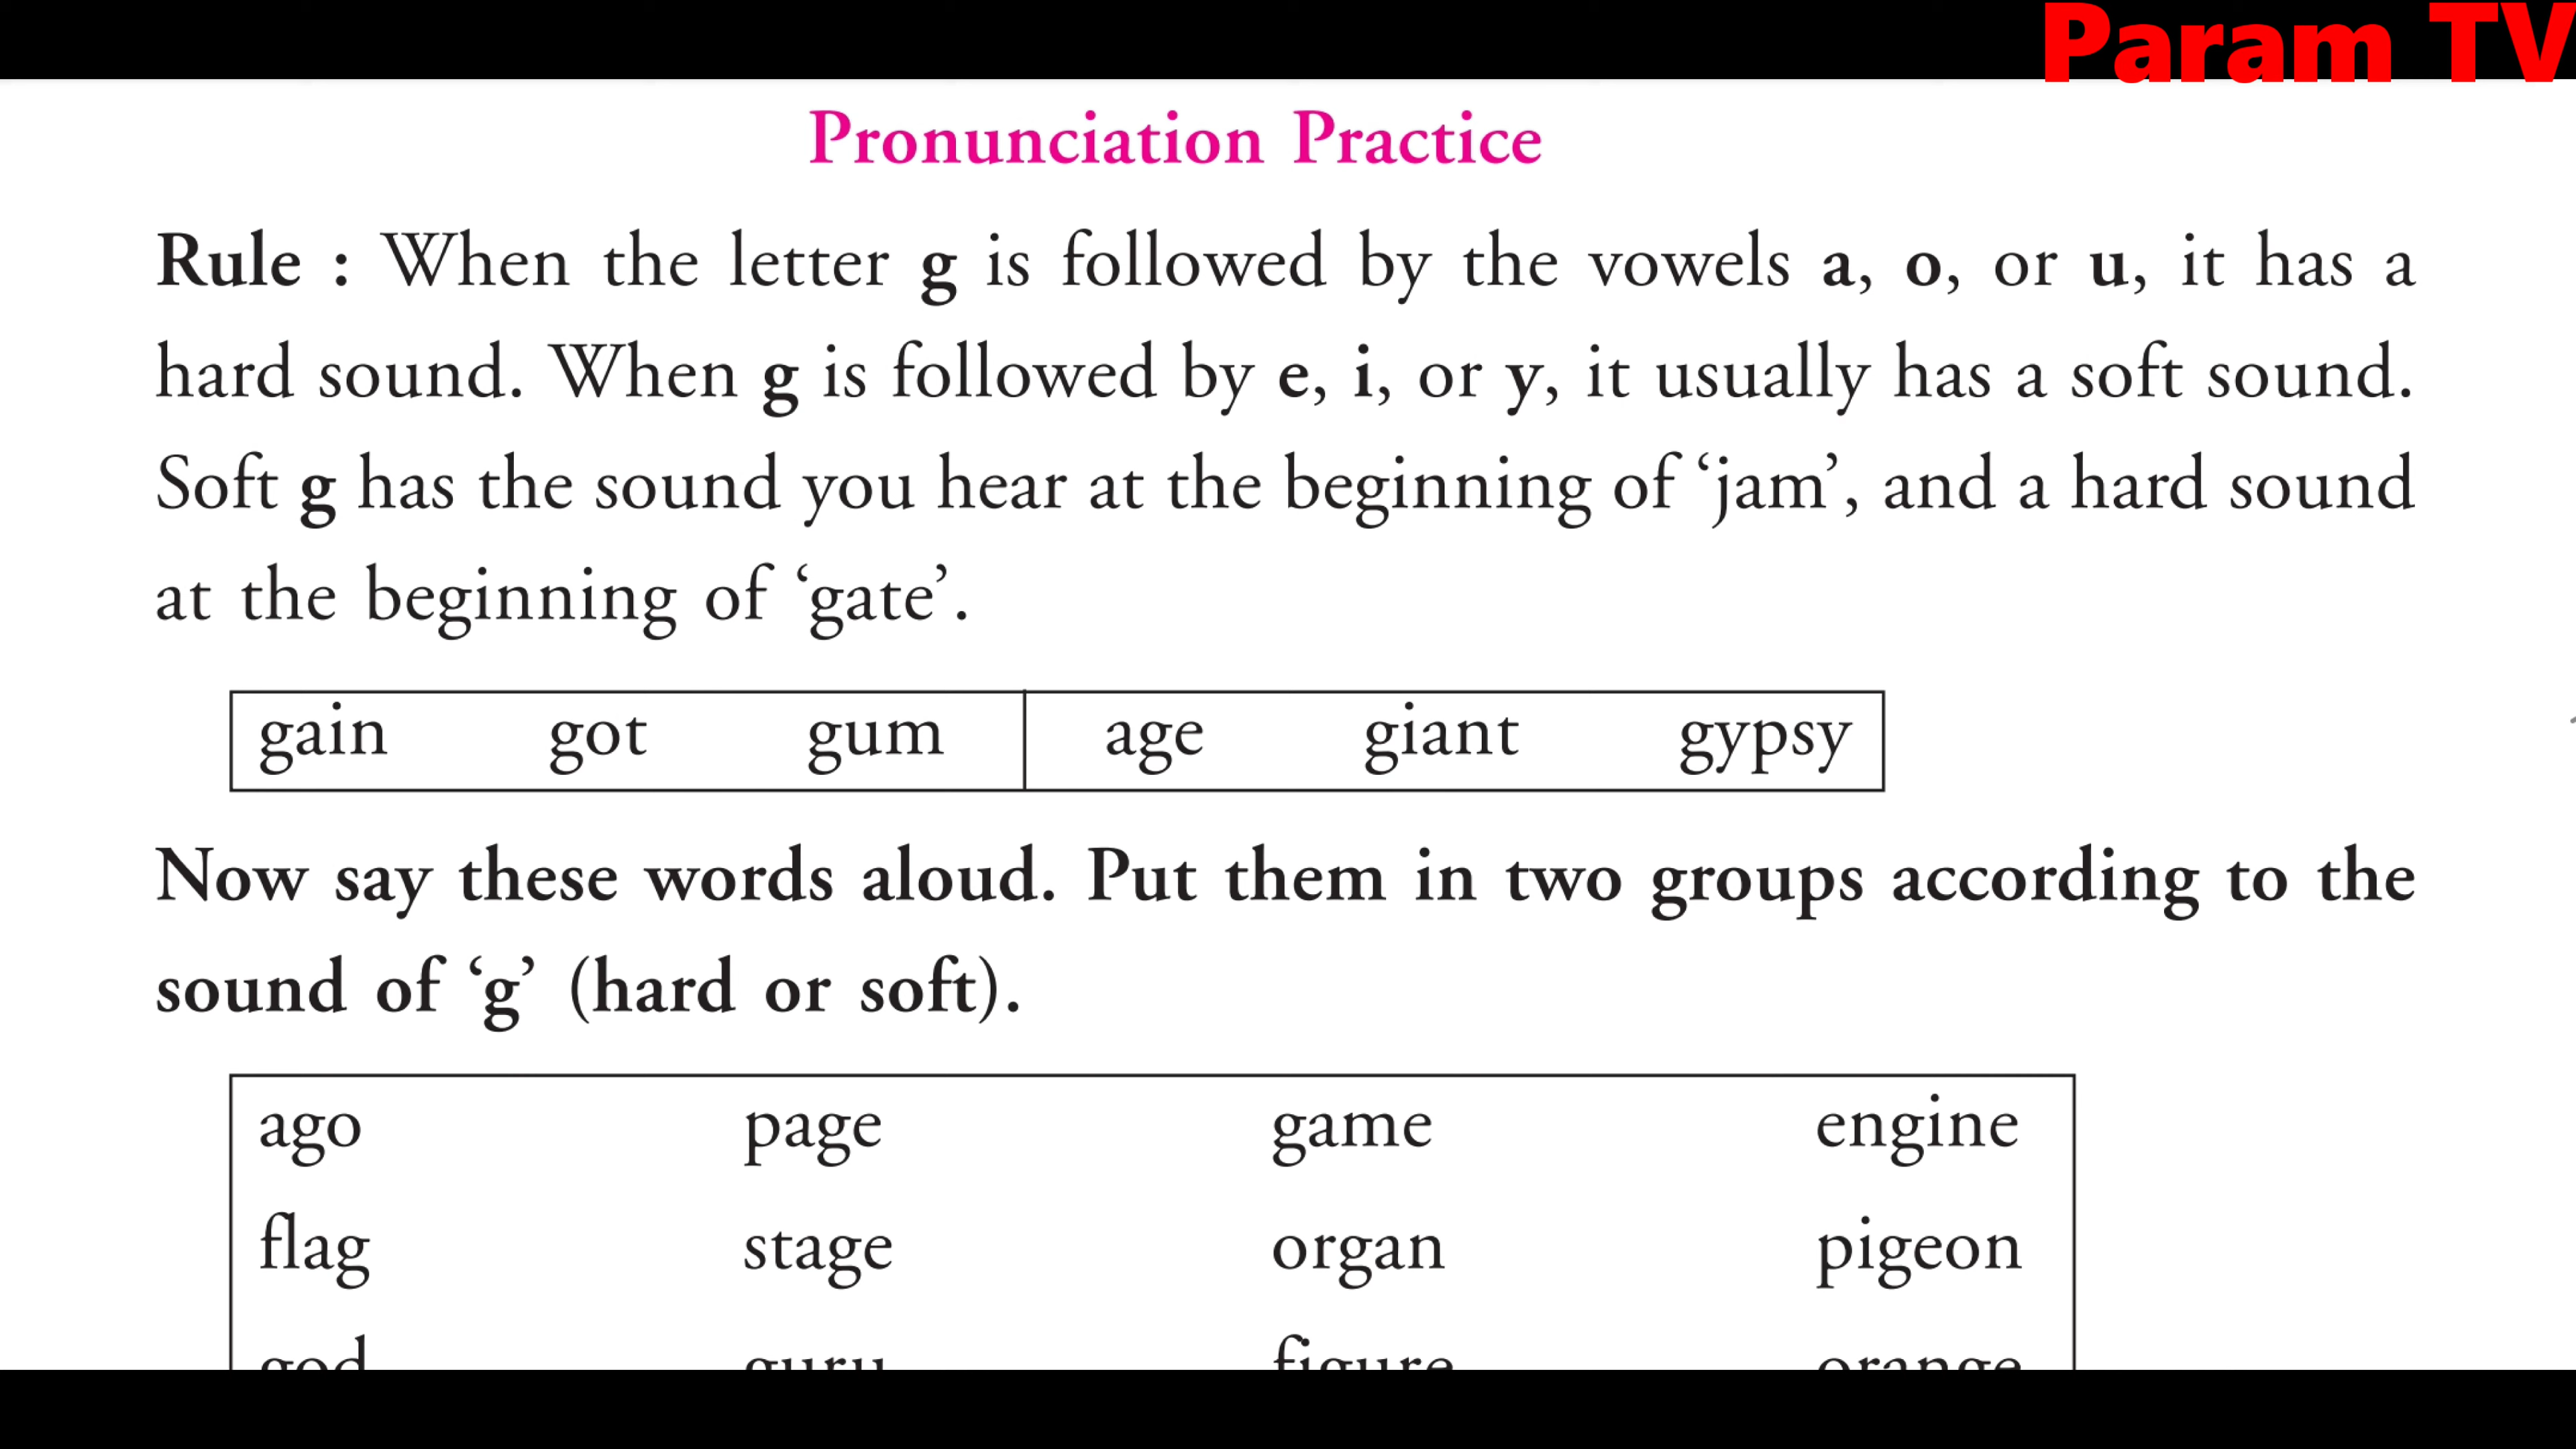 Param TV
Pronunciation Practice
Rule : When the letter g is followed by the vowels a, o, or u, it has a
hard sound. When g is followed by e, i, or y, it usually has a soft sound.
Soft g has the sound you hear at the beginning of ‘jam’, and a hard sound
at the beginning of ‘gate’.
gain got gum age giant gypsy
Now say these words aloud. Put them in two groups according to the
sound of ‘g’ (hard or soft).
ago page game engine
flag stage organ pigeon
god guru figure orange